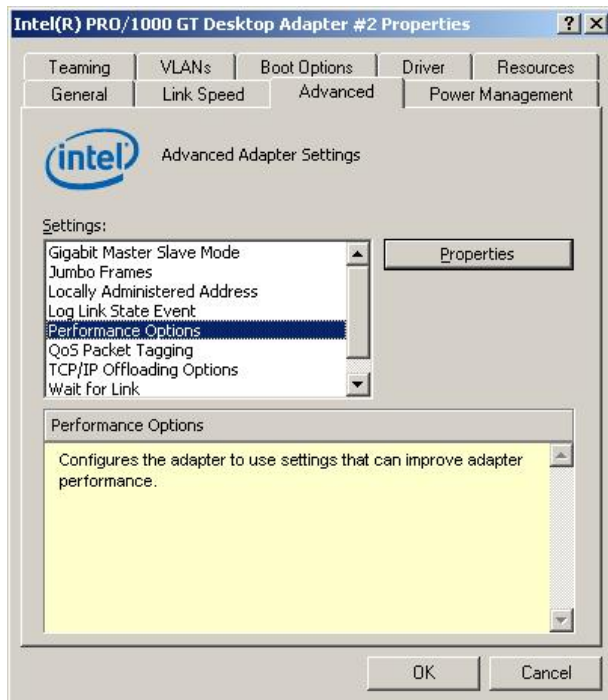 Intel(R) PRO/1000 GT Desktop Adapter #2 Properties
Teaming VLANs Boot Options Driver Resources
General Link Speed Advanced Power Management
intel
Advanced Adapter Settings
Settings:
Gigabit Master Slave Mode
Jumbo Frames
Locally Administered Address
Log Link State Event
Performance Options
QoS Packet Tagging
TCP/IP Offloading Options
Wait for Link
Properties
Performance Options
Configures the adapter to use settings that can improve adapter
performance.
OK Cancel